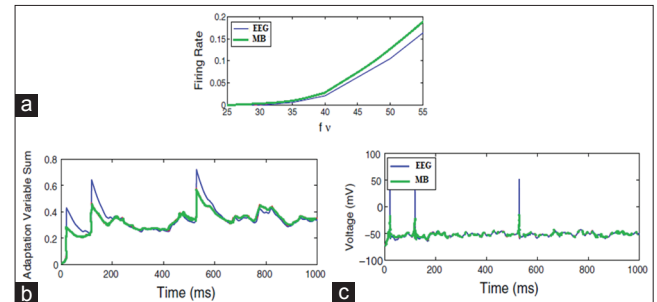 0.2
EEG
MB
0.15
0.1
0.05
0
Firing Rate
25 30 35 40 45 50 55
f v
a
0.8
0.6
0.4
0.2
0
Adaptation Variable Sum
0 200 400 600 800 1000
Time (ms)
b
100
EEG
MB
50
0
−50
−100
Voltage (mV)
0 200 400 600 800 1000
Time (ms)
c